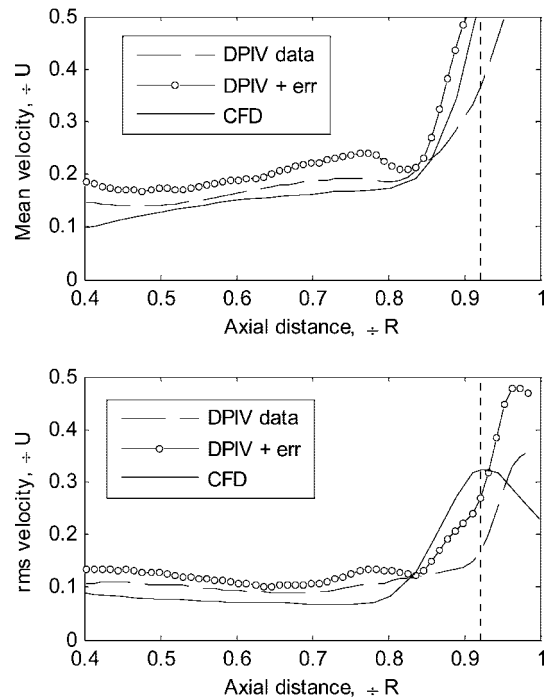 0.5
0.4
0.3
0.2
0.1
0
Mean velocity, ÷ U
DPIV data
DPIV + err
CFD
0.4 0.5 0.6 0.7 0.8 0.9 1
Axial distance, ÷ R
0.5
0.4
0.3
0.2
0.1
0
rms velocity, ÷ U
DPIV data
DPIV + err
CFD
0.4 0.5 0.6 0.7 0.8 0.9 1
Axial distance, ÷ R